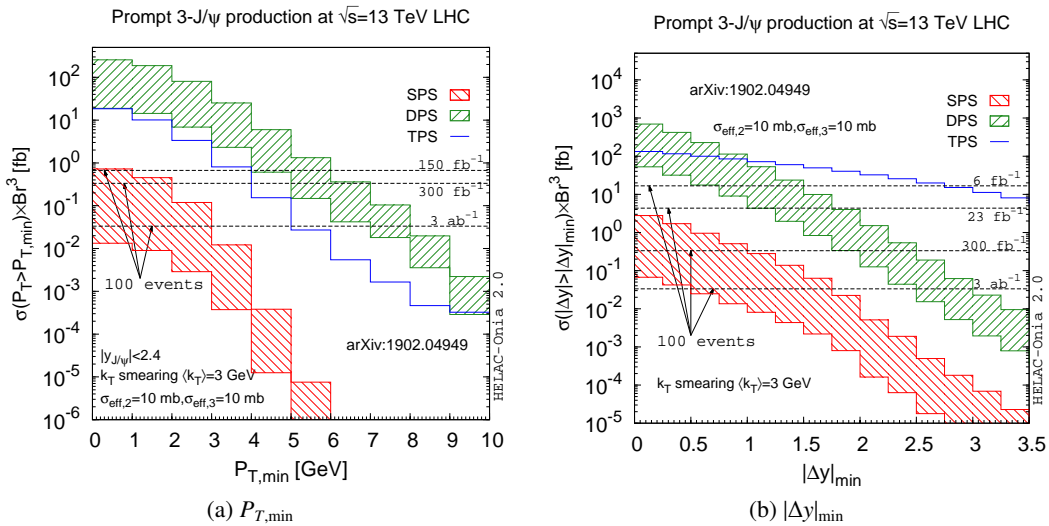 Prompt 3-J/ψ production at √s=13 TeV LHC
σ(P_T>P_T,min)×Br³ [fb]
10²
10¹
10⁰
10⁻¹
10⁻²
10⁻³
10⁻⁴
10⁻⁵
10⁻⁶
SPS
DPS
TPS
150 fb⁻¹
300 fb⁻¹
3 ab⁻¹
100 events
arXiv:1902.04949
|y_J/ψ|<2.4
k_T smearing ⟨k_T⟩=3 GeV
σ_eff,2=10 mb,σ_eff,3=10 mb
HELAC-Onia 2.0
0 1 2 3 4 5 6 7 8 9 10
P_T,min [GeV]
(a) P_T,min
Prompt 3-J/ψ production at √s=13 TeV LHC
σ(|Δy|>|Δy|_min)×Br³ [fb]
10⁴
10³
10²
10¹
10⁰
10⁻¹
10⁻²
10⁻³
10⁻⁴
10⁻⁵
arXiv:1902.04949
SPS
DPS
TPS
σ_eff,2=10 mb,σ_eff,3=10 mb
6 fb⁻¹
23 fb⁻¹
300 fb⁻¹
3 ab⁻¹
100 events
k_T smearing ⟨k_T⟩=3 GeV
HELAC-Onia 2.0
0 0.5 1 1.5 2 2.5 3 3.5
|Δy|_min
(b) |Δy|_min